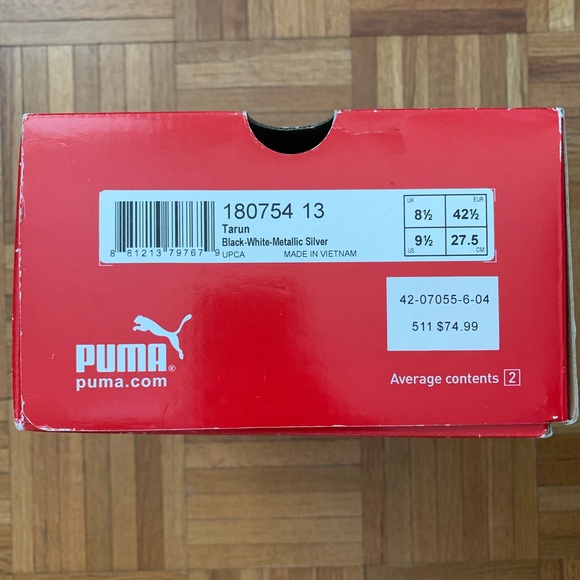 180754 13
Tarun
Black-White-Metallic Silver
8 81213 79767 9
UPCA MADE IN VIETNAM
UK EUR
8½ 42½
9½ 27.5
US CM
42-07055-6-04
511 $74.99
PUMA®
puma.com
Average contents 2